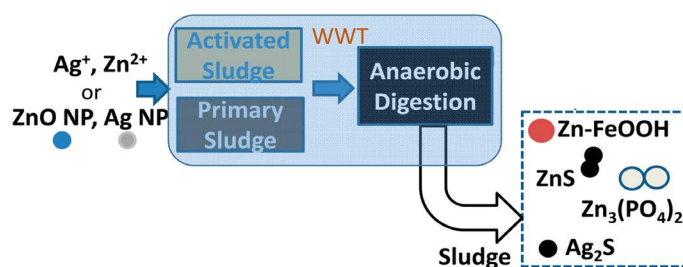 Ag⁺, Zn²⁺
or
ZnO NP, Ag NP
WWT
Activated
Sludge
Primary
Sludge
Anaerobic
Digestion
Sludge
Zn-FeOOH
ZnS
Zn₃(PO₄)₂
Ag₂S